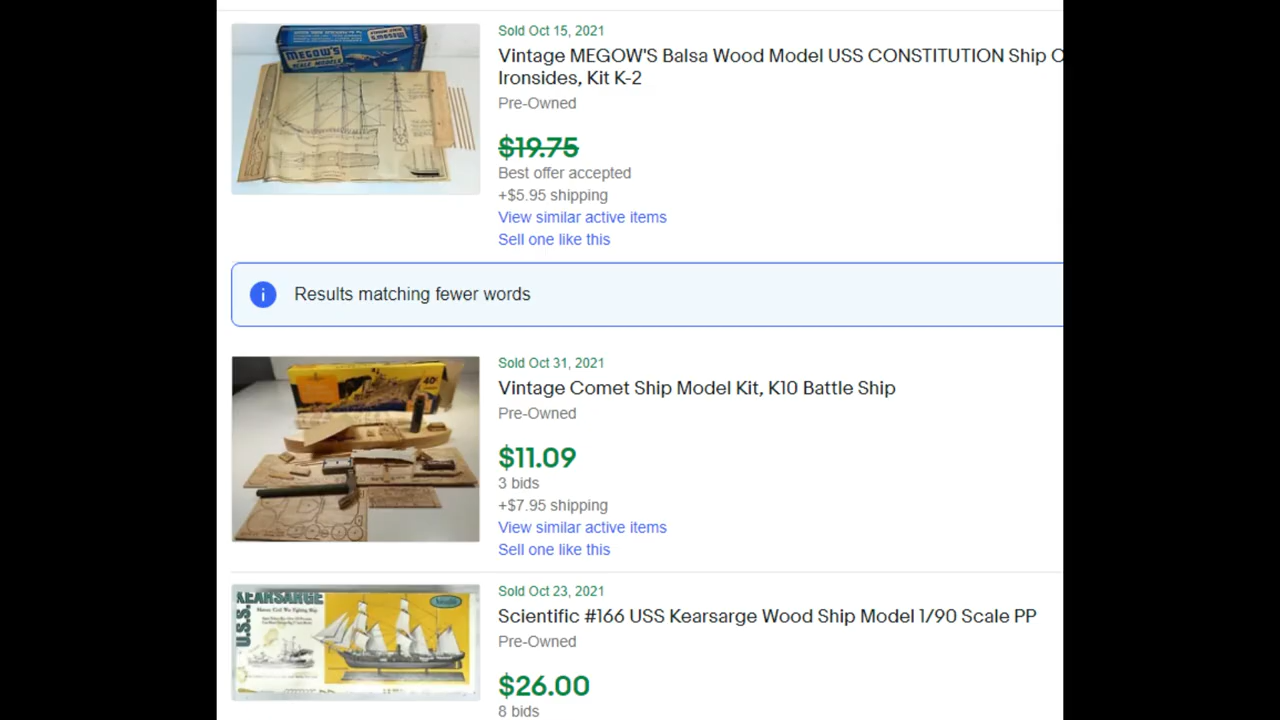 Sold Oct 15, 2021
Vintage MEGOW'S Balsa Wood Model USS CONSTITUTION Ship
Ironsides, Kit K-2
Pre-Owned
$19.75
Best offer accepted
+$5.95 shipping
View similar active items
Sell one like this
MEGOW'S
Results matching fewer words
Sold Oct 31, 2021
Vintage Comet Ship Model Kit, K10 Battle Ship
Pre-Owned
$11.09
3 bids
+$7.95 shipping
View similar active items
Sell one like this
40¢
Sold Oct 23, 2021
Scientific #166 USS Kearsarge Wood Ship Model 1/90 Scale PP
Pre-Owned
$26.00
8 bids
U.S.S. KEARSARGE